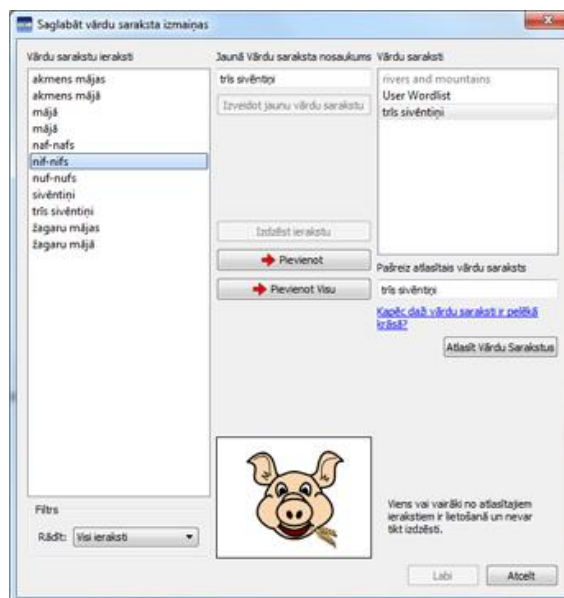 Saglabāt vārdu saraksta izmaiņas
Vārdu sarakstu ieraksti
akmens mājas
akmens mājā
mājā
mājā
naf-nafs
nif-nifs
nuf-nufs
sivēntiņi
trīs sivēntiņi
žagaru mājas
žagaru mājā
Filtrs
Rādīt: Visi ieraksti
Jaunā Vārdu saraksta nosaukums
trīs sivēntiņi
Izveidot jaunu vārdu sarakstu
Izdzēst ierakstu
Pievienot
Pievienot Visu
Vārdu saraksti
rivers and mountains
User Wordlist
trīs sivēntiņi
Pašreiz atlasītais vārdu saraksts
trīs sivēntiņi
Kāpēc daži vārdu saraksti ir pelēkā
krāsā?
Atlasīt Vārdu Sarakstus
Viens vai vairāki no atlasītajiem
ierakstiem ir lietošanā un nevar
tikt izdzēsti.
Labi
Atcelt